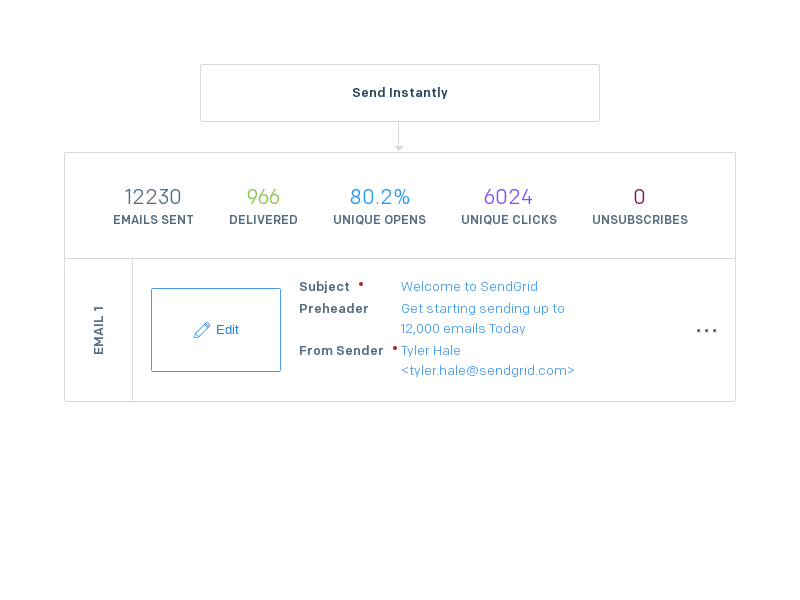 Send Instantly
12230 966 80.2% 6024 0
EMAILS SENT DELIVERED UNIQUE OPENS UNIQUE CLICKS UNSUBSCRIBES
EMAIL 1
Edit
Subject • Welcome to SendGrid
Preheader Get starting sending up to
12,000 emails Today
From Sender • Tyler Hale
<tyler.hale@sendgrid.com>